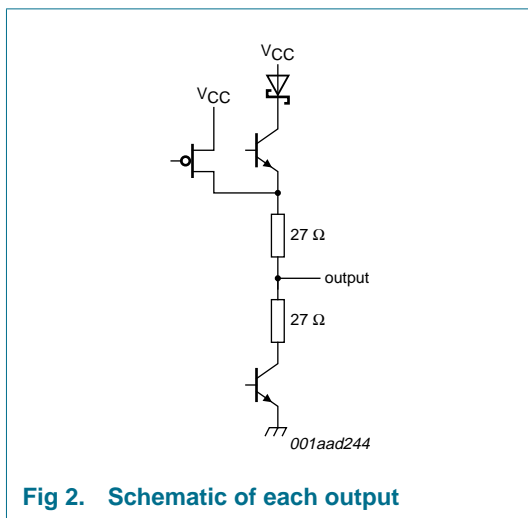 VCC
VCC
27 Ω
output
27 Ω
001aad244
Fig 2. Schematic of each output